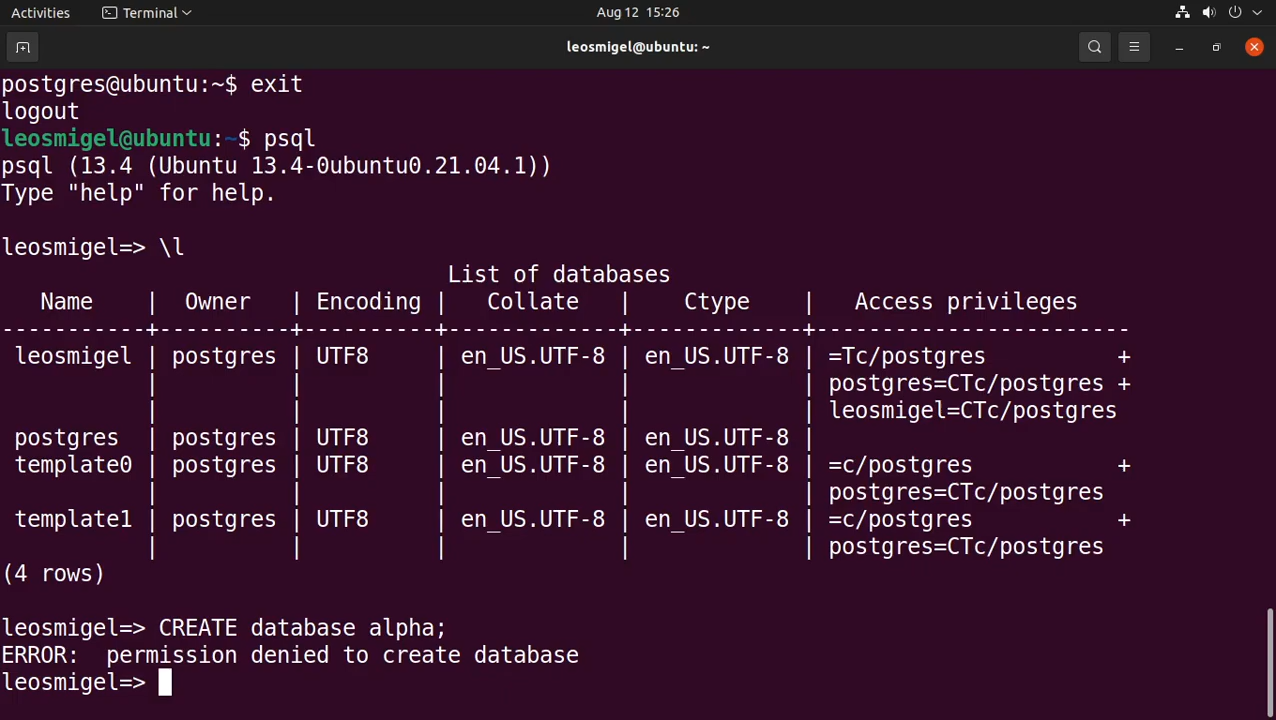 Activities Terminal Aug 12 15:26
leosmigel@ubuntu: ~
postgres@ubuntu:~$ exit
logout
leosmigel@ubuntu:~$ psql
psql (13.4 (Ubuntu 13.4-0ubuntu0.21.04.1))
Type "help" for help.

leosmigel=> \l
                                  List of databases
   Name    |  Owner   | Encoding |   Collate   |    Ctype    |   Access privileges
-----------+----------+----------+-------------+-------------+------------------------
 leosmigel | postgres | UTF8     | en_US.UTF-8 | en_US.UTF-8 | =Tc/postgres          +
           |          |          |             |             | postgres=CTc/postgres +
           |          |          |             |             | leosmigel=CTc/postgres
 postgres  | postgres | UTF8     | en_US.UTF-8 | en_US.UTF-8 |
 template0 | postgres | UTF8     | en_US.UTF-8 | en_US.UTF-8 | =c/postgres           +
           |          |          |             |             | postgres=CTc/postgres
 template1 | postgres | UTF8     | en_US.UTF-8 | en_US.UTF-8 | =c/postgres           +
           |          |          |             |             | postgres=CTc/postgres
(4 rows)

leosmigel=> CREATE database alpha;
ERROR:  permission denied to create database
leosmigel=>